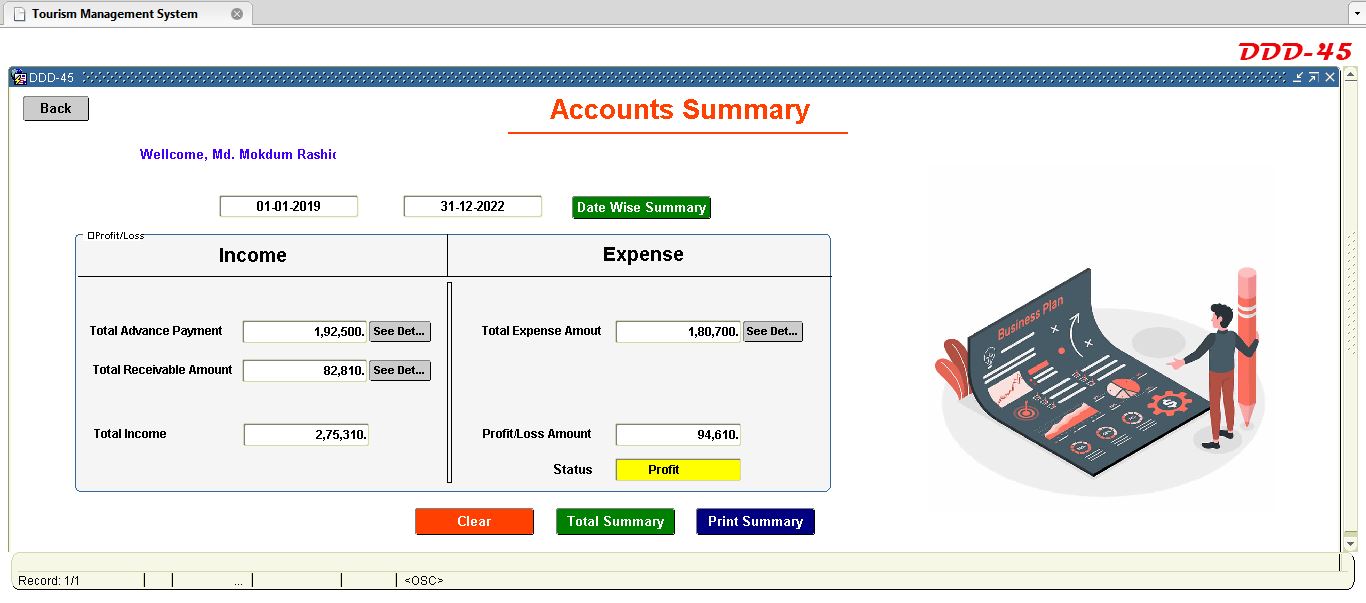 Tourism Management System
DDD-45
DDD-45
Back
Accounts Summary
Wellcome, Md. Mokdum Rashid
01-01-2019 31-12-2022 Date Wise Summary
Profit/Loss
Income Expense
Total Advance Payment 1,92,500. See Det... Total Expense Amout 1,80,700. See Det...
Total Receivable Amount 82,810. See Det...
Total Income 2,75,310. Profit/Loss Amount 94,610.
Status Profit
Business Plan
Clear Total Summary Print Summary
Record: 1/1 ... <OSC>